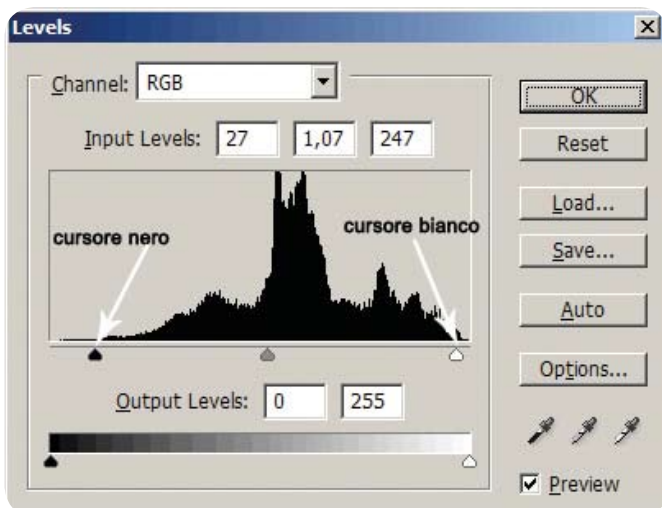 Levels
Channel: RGB
Input Levels: 27 1,07 247
cursore nero
cursore bianco
Output Levels: 0 255
OK
Reset
Load...
Save...
Auto
Options...
Preview